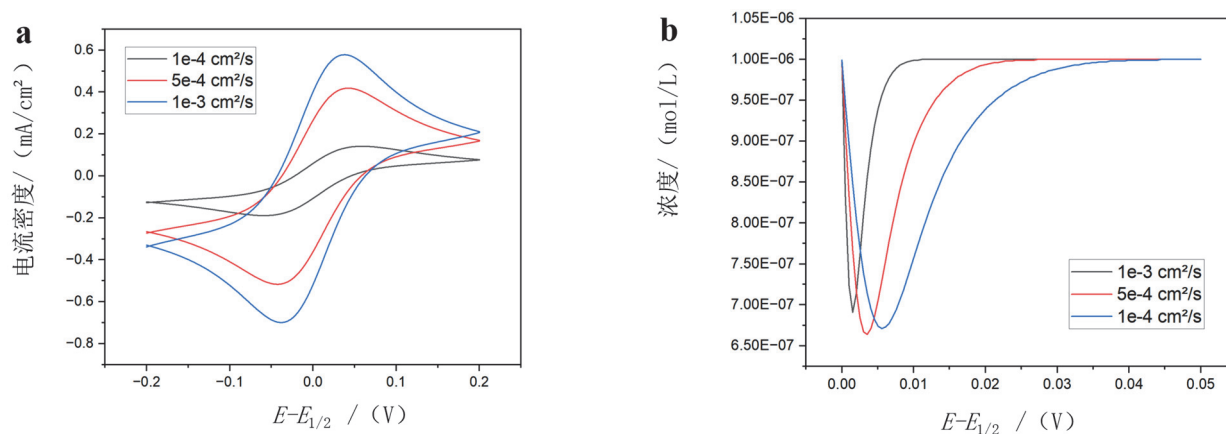 a
1e-4 cm²/s
5e-4 cm²/s
1e-3 cm²/s
0.6
0.4
0.2
0.0
−0.2
−0.4
−0.6
−0.8
−0.2
−0.1
0.0
0.1
0.2
电流密度/（mA/cm²）
E−E1/2 /（V）
b
1.05E−06
1.00E−06
9.50E−07
9.00E−07
8.50E−07
8.00E−07
7.50E−07
7.00E−07
6.50E−07
0.00
0.01
0.02
0.03
0.04
0.05
浓度/（mol/L）
1e-3 cm²/s
5e-4 cm²/s
1e-4 cm²/s
E−E1/2 /（V）